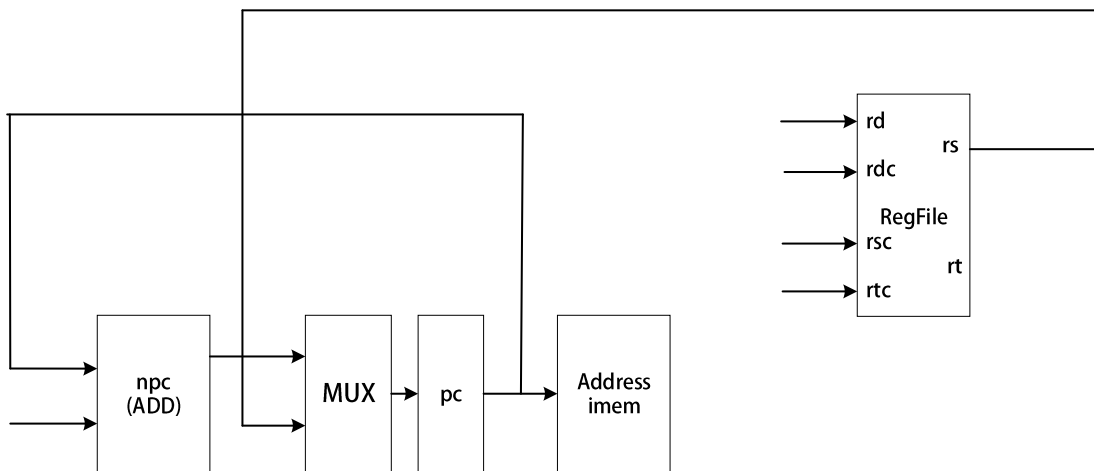 rd
rs
rdc
RegFile
rsc
rt
rtc
npc
(ADD)
MUX
pc
Address
imem